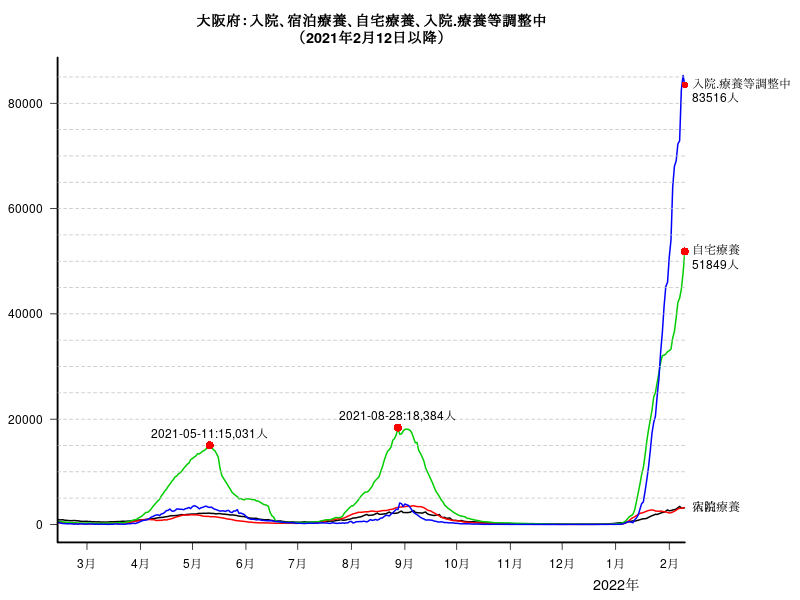 大阪府：入院、宿泊療養、自宅療養、入院.療養等調整中
（2021年2月12日以降）
80000
60000
40000
20000
0
入院.療養等調整中
83516人
自宅療養
51849人
2021-08-28:18,384人
2021-05-11:15,031人
療養
3月
4月
5月
6月
7月
8月
9月
10月
11月
12月
1月
2月
2022年